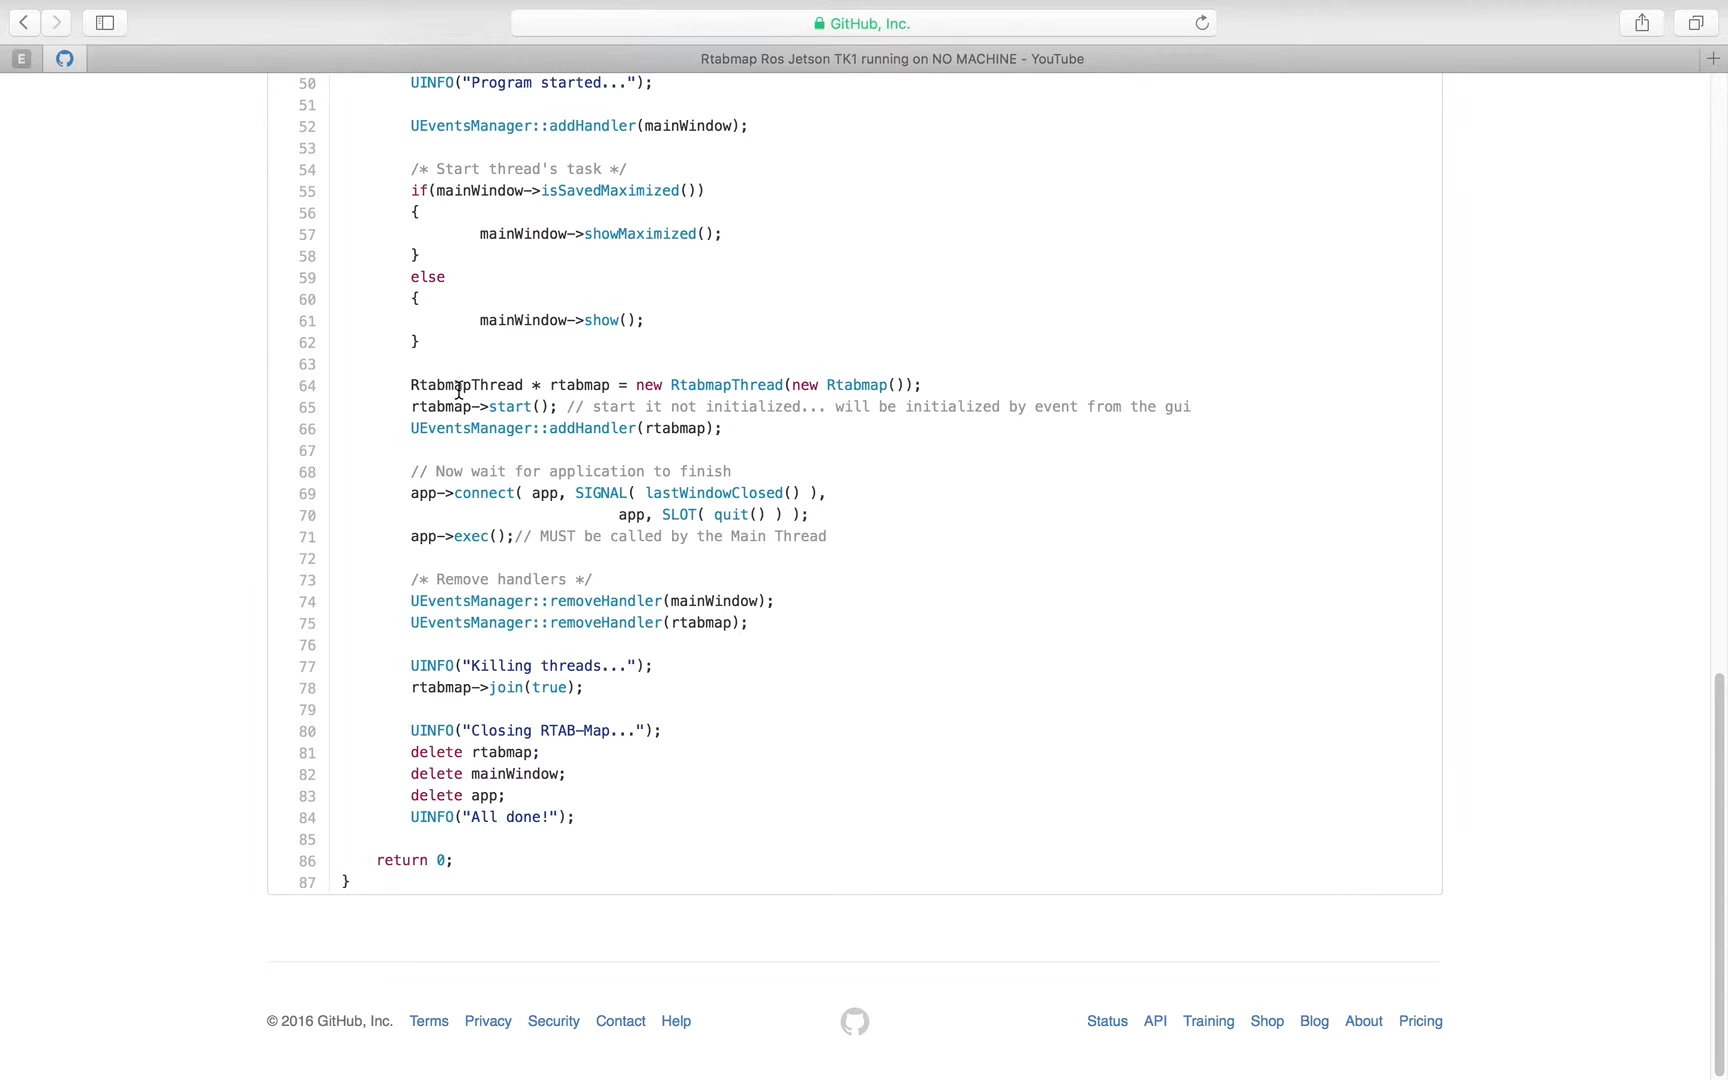 GitHub, Inc.
E
Rtabmap Ros Jetson TK1 running on NO MACHINE - YouTube
50 UINFO("Program started...");
51
52 UEventsManager::addHandler(mainWindow);
53
54 /* Start thread's task */
55 if(mainWindow->isSavedMaximized())
56 {
57 mainWindow->showMaximized();
58 }
59 else
60 {
61 mainWindow->show();
62 }
63
64 RtabmapThread * rtabmap = new RtabmapThread(new Rtabmap());
65 rtabmap->start(); // start it not initialized... will be initialized by event from the gui
66 UEventsManager::addHandler(rtabmap);
67
68 // Now wait for application to finish
69 app->connect( app, SIGNAL( lastWindowClosed() ),
70 app, SLOT( quit() ) );
71 app->exec();// MUST be called by the Main Thread
72
73 /* Remove handlers */
74 UEventsManager::removeHandler(mainWindow);
75 UEventsManager::removeHandler(rtabmap);
76
77 UINFO("Killing threads...");
78 rtabmap->join(true);
79
80 UINFO("Closing RTAB-Map...");
81 delete rtabmap;
82 delete mainWindow;
83 delete app;
84 UINFO("All done!");
85
86 return 0;
87 }
© 2016 GitHub, Inc. Terms Privacy Security Contact Help Status API Training Shop Blog About Pricing